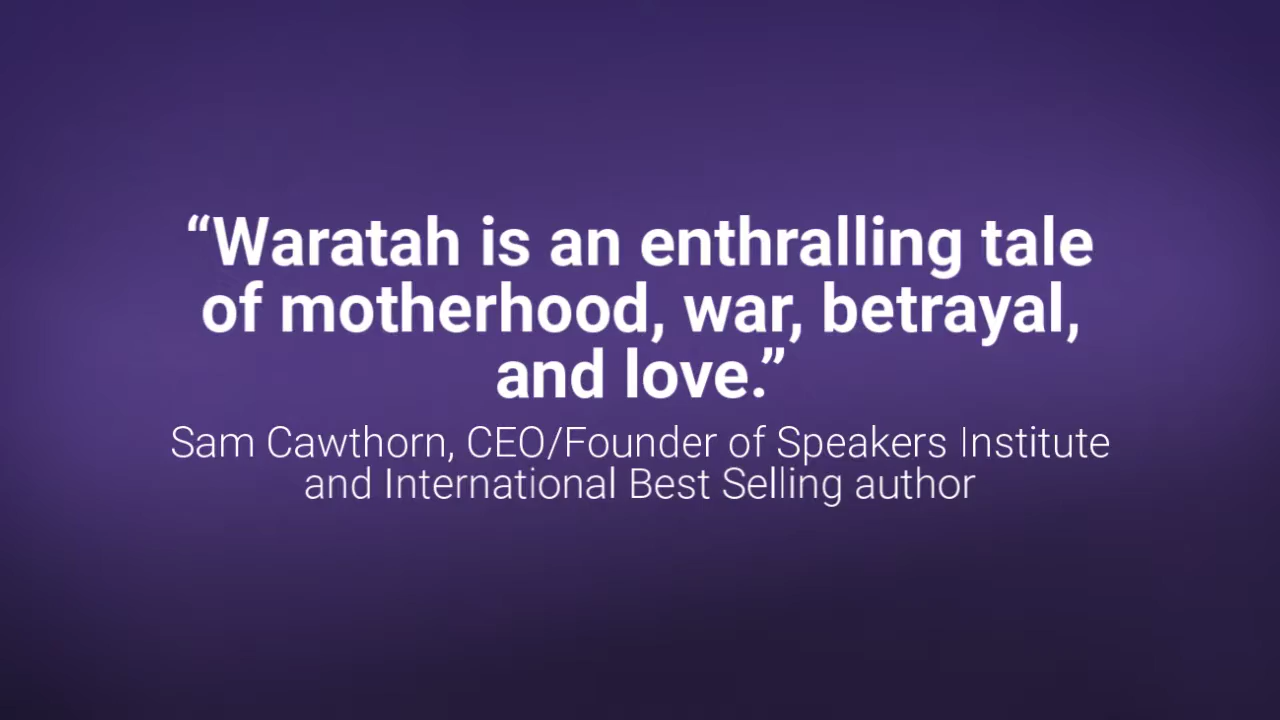 “Waratah is an enthralling tale
of motherhood, war, betrayal,
and love.”
Sam Cawthorn, CEO/Founder of Speakers Institute
and International Best Selling author